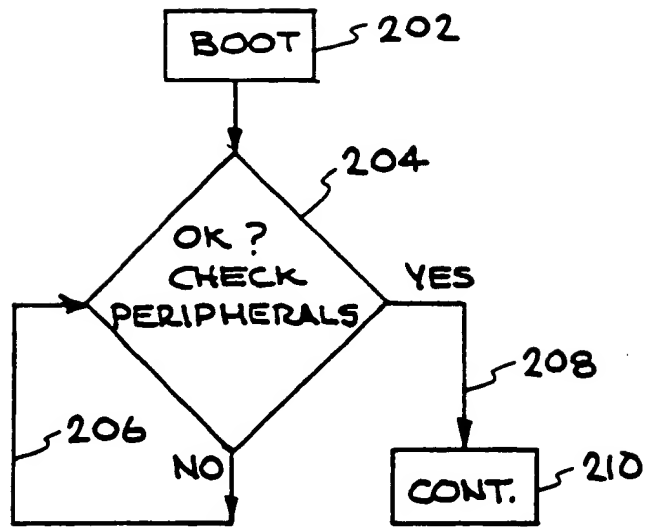 BOOT
202
204
OK?
CHECK
PERIPHERALS
YES
208
206
NO
CONT.
210